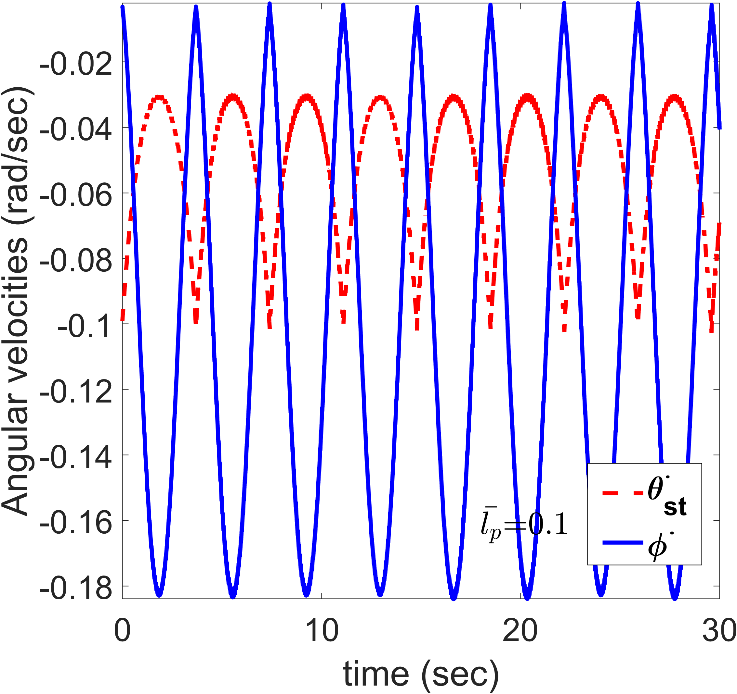 Angular velocities (rad/sec)
-0.02
-0.04
-0.06
-0.08
-0.1
-0.12
-0.14
-0.16
-0.18
0 10 20 30
time (sec)
l̄ₚ=0.1
θ̇st
ϕ̇